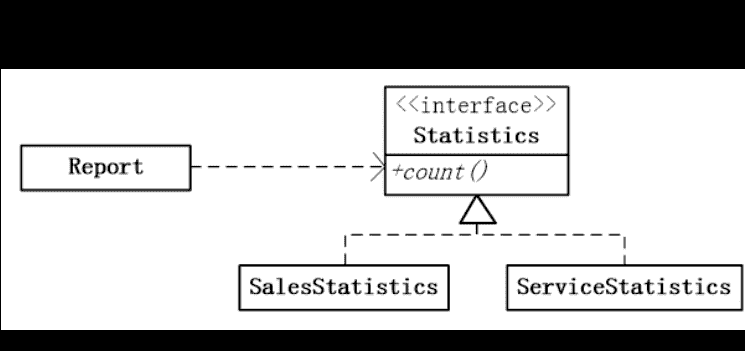 <<interface>>
Statistics
Report
+count()
SalesStatistics
ServiceStatistics